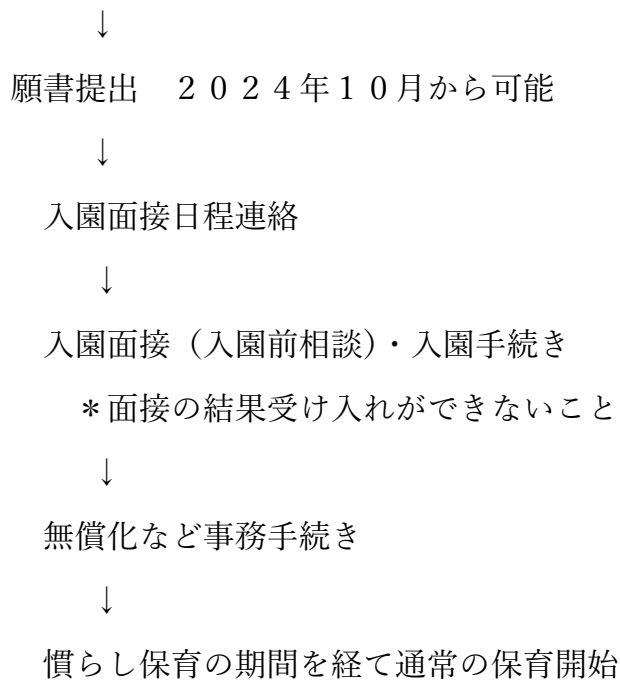 ↓
願書提出　２０２４年１０月から可能
↓
入園面接日程連絡
↓
入園面接（入園前相談）・入園手続き
＊面接の結果受け入れができないこと
↓
無償化など事務手続き
↓
慣らし保育の期間を経て通常の保育開始